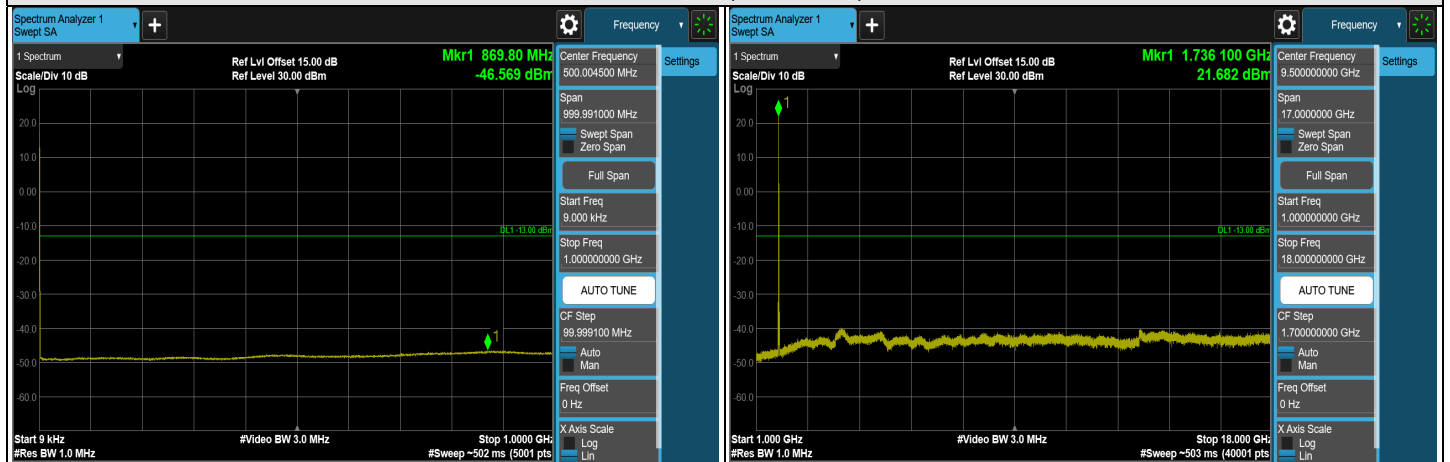 Spectrum Analyzer 1
Swept SA
+
Frequency
1 Spectrum
Scale/Div 10 dB
Log
Ref Lvl Offset 15.00 dB
Ref Level 30.00 dBm
Mkr1 869.80 MHz
-46.569 dBm
20.0
10.0
0.00
-10.0
-20.0
-30.0
-40.0
-50.0
-60.0
DL1 -13.00 dBm
1
Start 9 kHz
#Res BW 1.0 MHz
#Video BW 3.0 MHz
Stop 1.0000 GHz
#Sweep ~502 ms (5001 pts
Center Frequency
500.004500 MHz
Settings
Span
999.991000 MHz
Swept Span
Zero Span
Full Span
Start Freq
9.000 kHz
Stop Freq
1.000000000 GHz
AUTO TUNE
CF Step
99.999100 MHz
Auto
Man
Freq Offset
0 Hz
X Axis Scale
Log
Lin
Spectrum Analyzer 1
Swept SA
+
Frequency
1 Spectrum
Scale/Div 10 dB
Log
Ref Lvl Offset 15.00 dB
Ref Level 30.00 dBm
Mkr1 1.736 100 GHz
21.682 dBm
20.0
10.0
0.00
-10.0
-20.0
-30.0
-40.0
-50.0
-60.0
DL1 -13.00 dBm
1
Start 1.000 GHz
#Res BW 1.0 MHz
#Video BW 3.0 MHz
Stop 18.000 GHz
#Sweep ~503 ms (40001 pts
Center Frequency
9.500000000 GHz
Settings
Span
17.0000000 GHz
Swept Span
Zero Span
Full Span
Start Freq
1.000000000 GHz
Stop Freq
18.000000000 GHz
AUTO TUNE
CF Step
1.700000000 GHz
Auto
Man
Freq Offset
0 Hz
X Axis Scale
Log
Lin